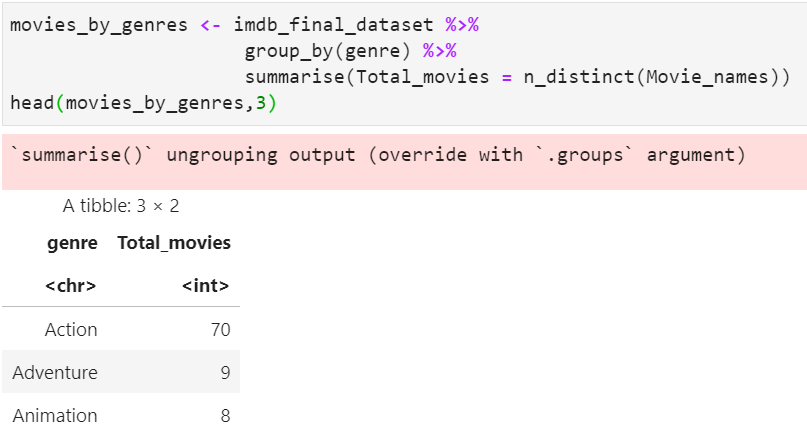 movies_by_genres <- imdb_final_dataset %>%
group_by(genre) %>%
summarise(Total_movies = n_distinct(Movie_names))
head(movies_by_genres,3)
`summarise()` ungrouping output (override with `.groups` argument)
A tibble: 3 × 2
genre Total_movies
<chr> <int>
Action 70
Adventure 9
Animation 8